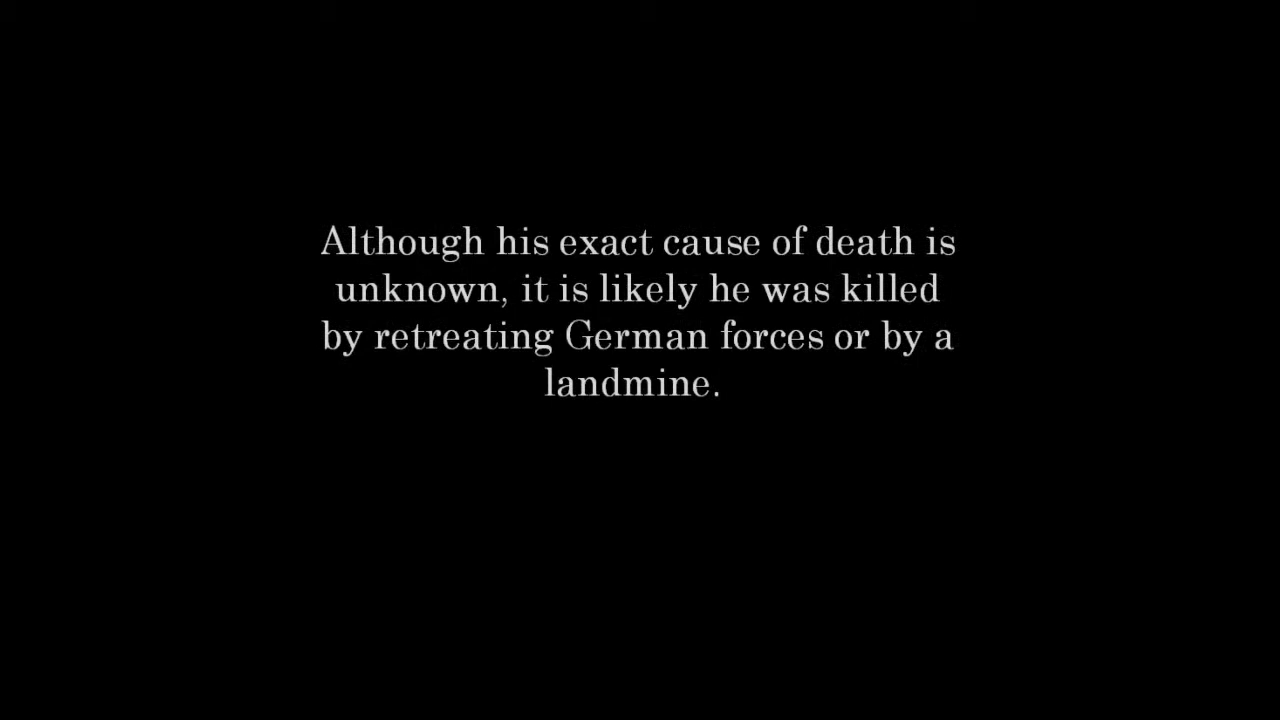 Although his exact cause of death is
unknown, it is likely he was killed
by retreating German forces or by a
landmine.